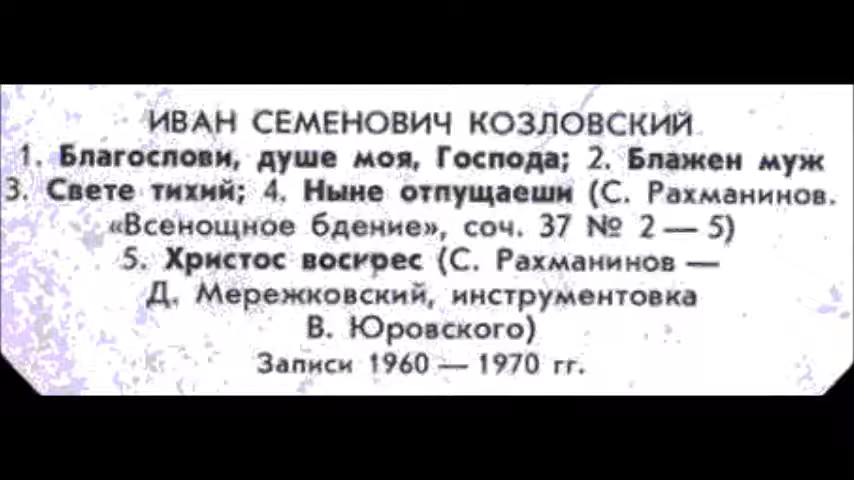 ИВАН СЕМЕНОВИЧ КОЗЛОВСКИЙ
1. Благослови, душе моя, Господа; 2. Блажен муж
3. Свете тихий; 4. Ныне отпущаеши (С. Рахманинов.
«Всенощное бдение», соч. 37 № 2 — 5)
5. Христос воскрес (С. Рахманинов —
Д. Мережковский, инструментовка
В. Юровского)
Записи 1960 — 1970 гг.